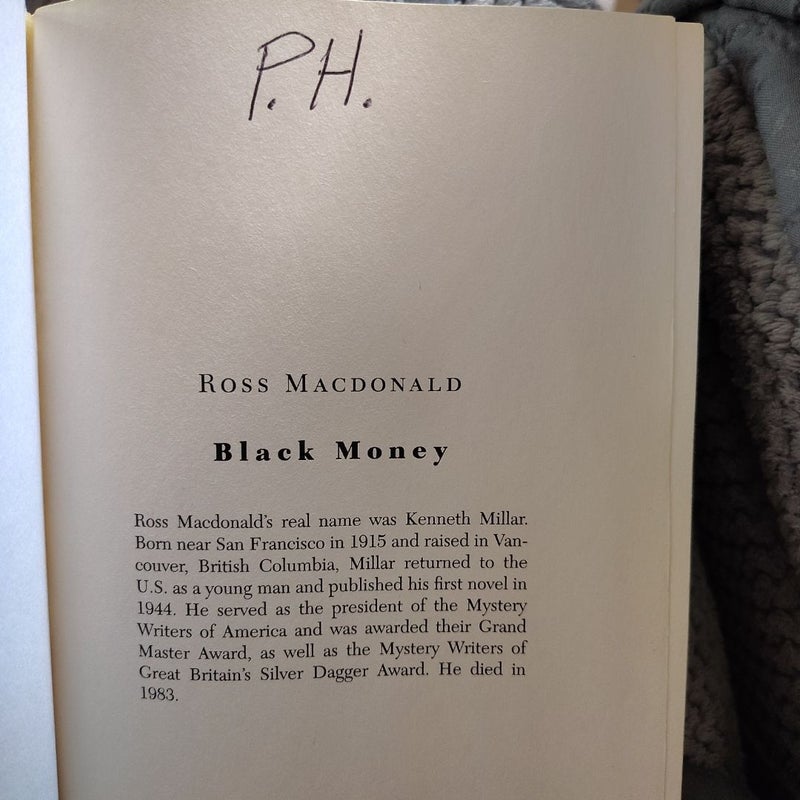 P.H.
ROSS MACDONALD
Black Money
Ross Macdonald's real name was Kenneth Millar.
Born near San Francisco in 1915 and raised in Van-
couver, British Columbia, Millar returned to the
U.S. as a young man and published his first novel in
1944. He served as the president of the Mystery
Writers of America and was awarded their Grand
Master Award, as well as the Mystery Writers of
Great Britain's Silver Dagger Award. He died in
1983.